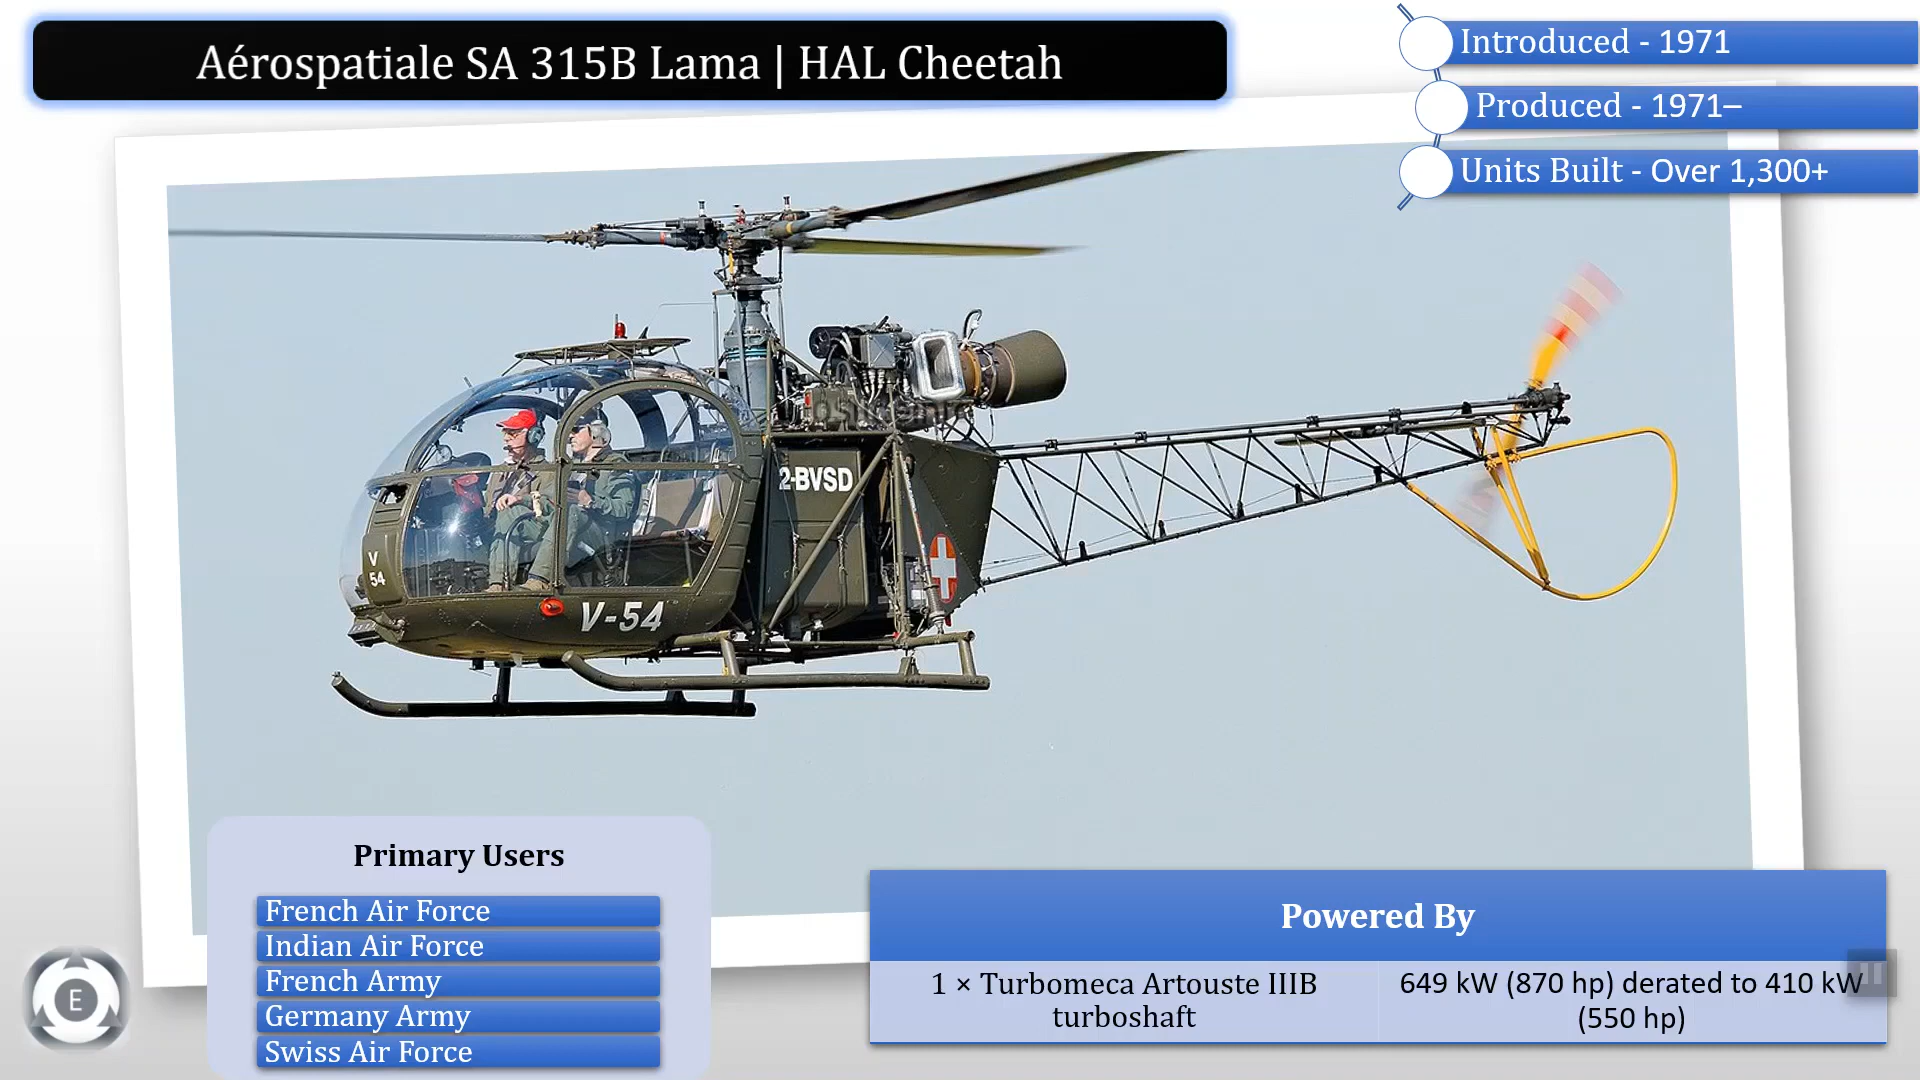 Aérospatiale SA 315B Lama | HAL Cheetah
Introduced - 1971
Produced - 1971–
Units Built - Over 1,300+
2-BVSD
V
54
V-54
Primary Users
French Air Force
Indian Air Force
French Army
Germany Army
Swiss Air Force
E
Powered By
1 × Turbomeca Artouste IIIB
turboshaft
649 kW (870 hp) derated to 410 kW
(550 hp)